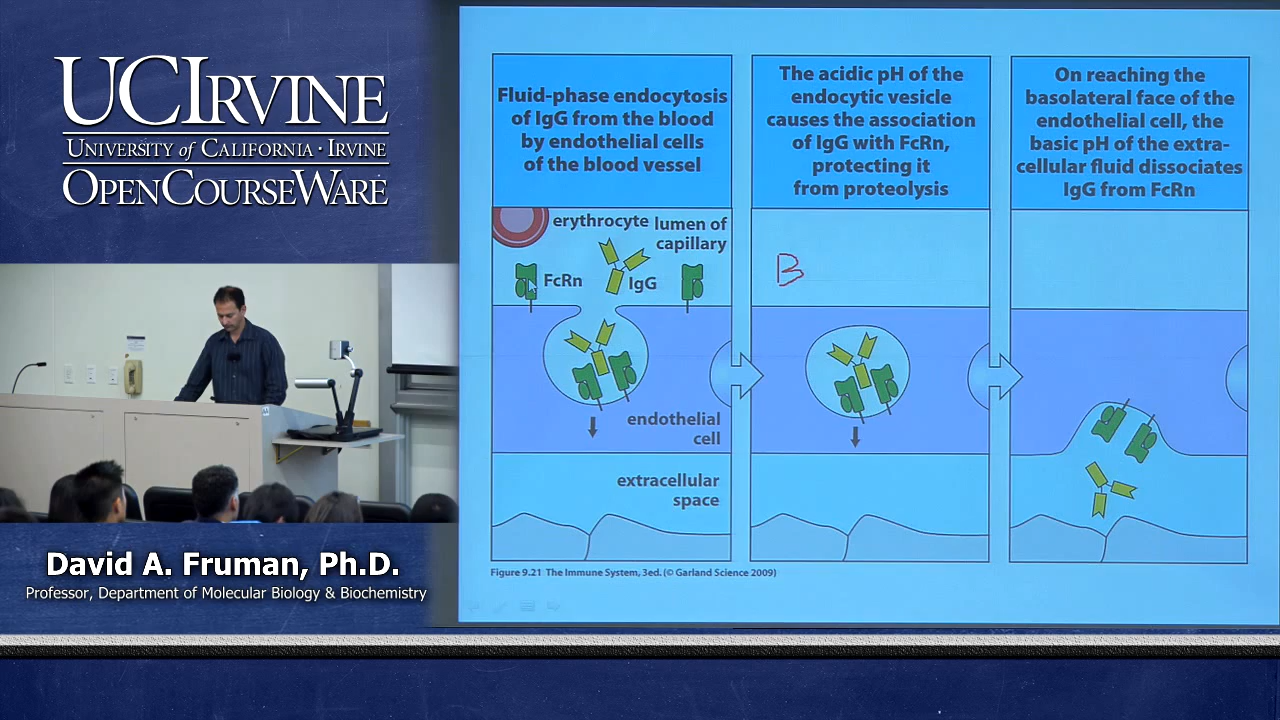 UCIRVINE
UNIVERSITY of CALIFORNIA · IRVINE
OPENCOURSEWARE
David A. Fruman, Ph.D.
Professor, Department of Molecular Biology & Biochemistry
Fluid-phase endocytosis
of IgG from the blood
by endothelial cells
of the blood vessel
erythrocyte
lumen of
capillary
FcRn
IgG
endothelial
cell
extracellular
space
The acidic pH of the
endocytic vesicle
causes the association
of IgG with FcRn,
protecting it
from proteolysis
B
On reaching the
basolateral face of the
endothelial cell, the
basic pH of the extra-
cellular fluid dissociates
IgG from FcRn
Figure 9.21 The Immune System, 3ed. (© Garland Science 2009)